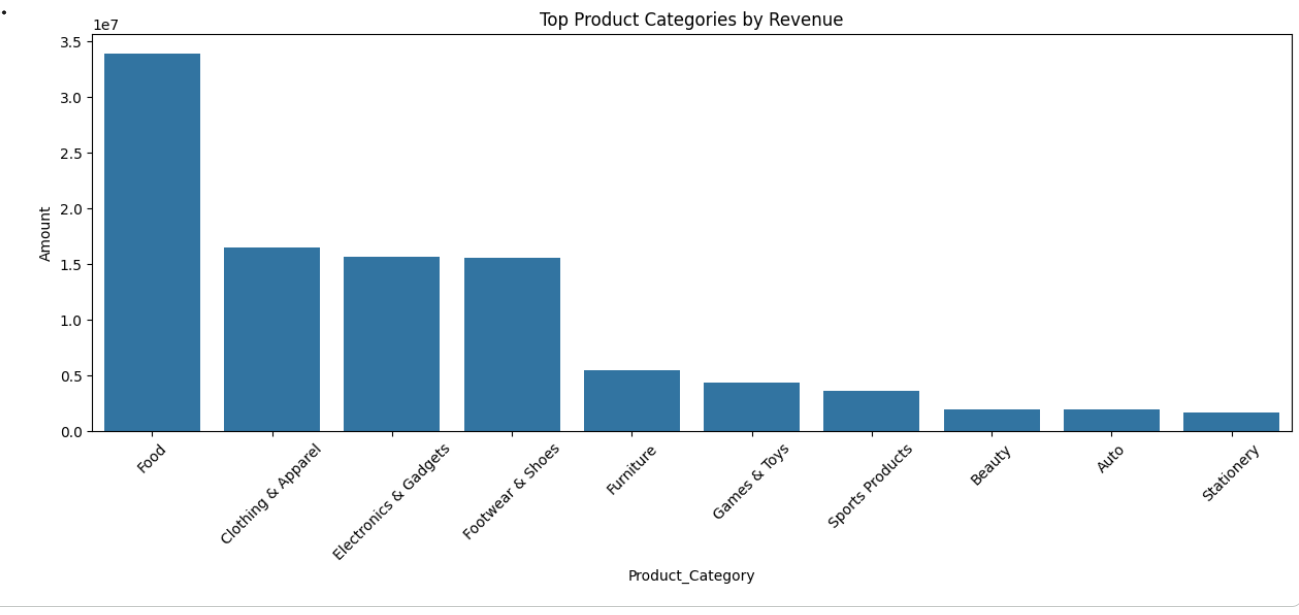 Top Product Categories by Revenue
1e7
3.5
3.0
2.5
2.0
1.5
1.0
0.5
0.0
Amount
Food
Clothing & Apparel
Electronics & Gadgets
Footwear & Shoes
Furniture
Games & Toys
Sports Products
Beauty
Auto
Stationery
Product_Category